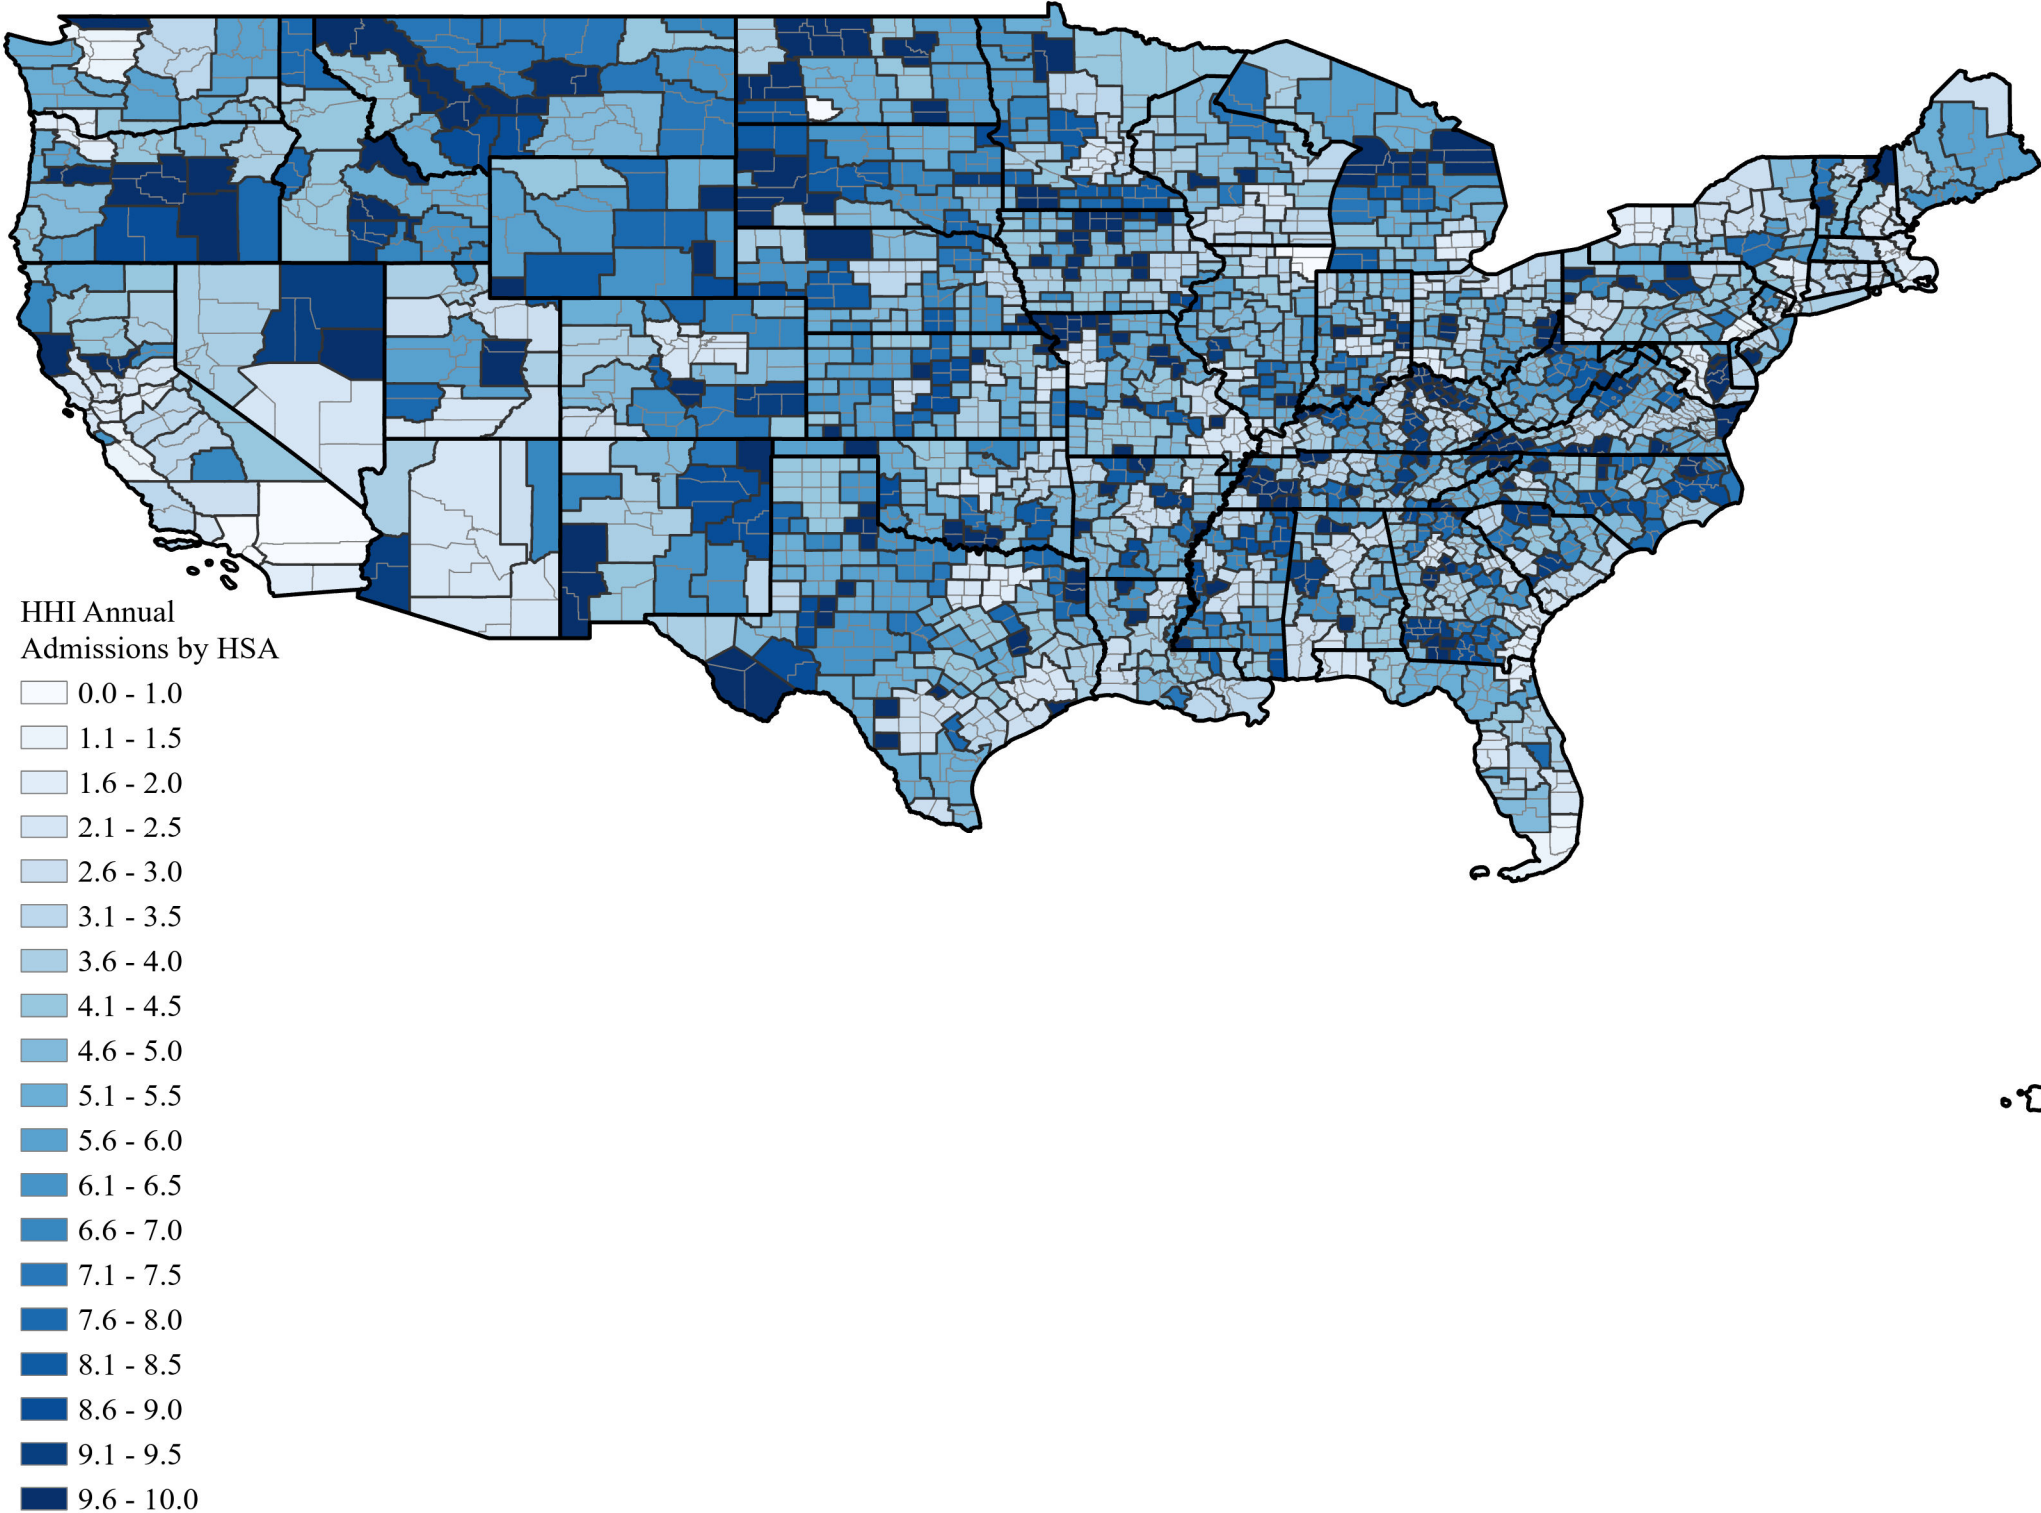 HHI Annual
Admissions by HSA
0.0 - 1.0
1.1 - 1.5
1.6 - 2.0
2.1 - 2.5
2.6 - 3.0
3.1 - 3.5
3.6 - 4.0
4.1 - 4.5
4.6 - 5.0
5.1 - 5.5
5.6 - 6.0
6.1 - 6.5
6.6 - 7.0
7.1 - 7.5
7.6 - 8.0
8.1 - 8.5
8.6 - 9.0
9.1 - 9.5
9.6 - 10.0